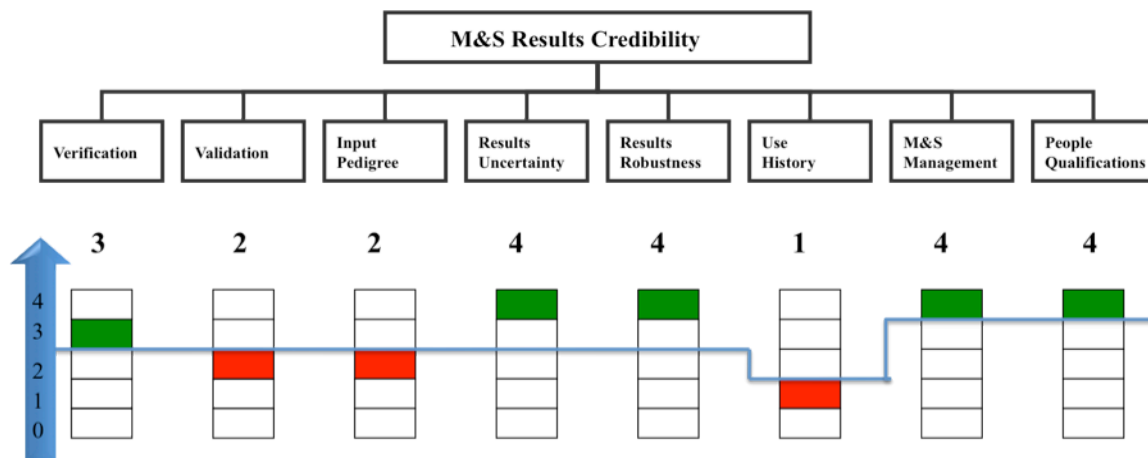 M&S Results Credibility
Verification
Validation
Input
Pedigree
Results
Uncertainty
Results
Robustness
Use
History
M&S
Management
People
Qualifications
3 2 2 4 4 1 4 4
4
3
2
1
0